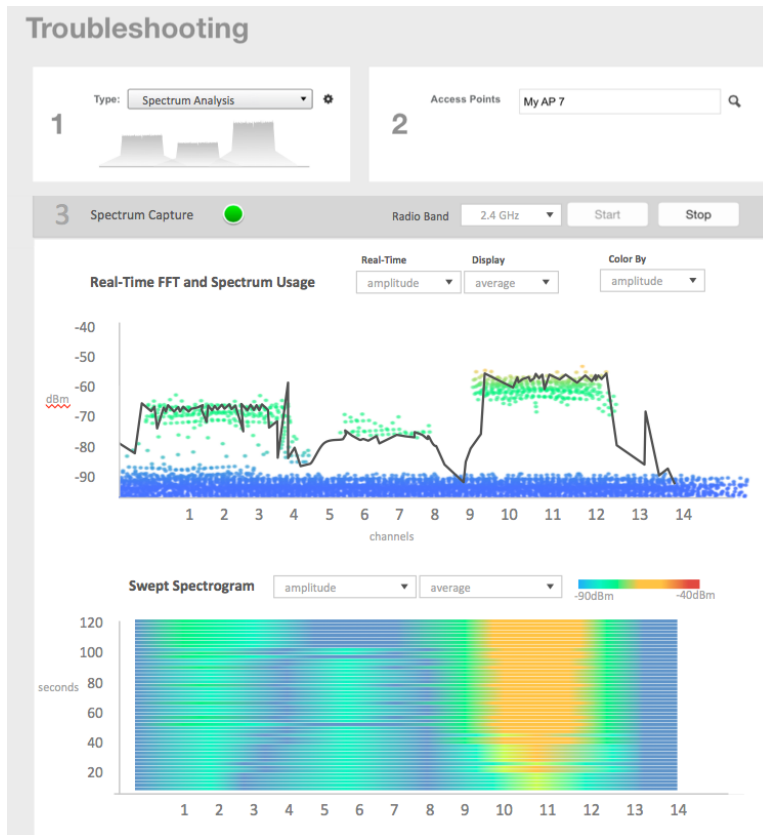 Troubleshooting
1 Type: Spectrum Analysis
2 Access Points My AP 7
3 Spectrum Capture Radio Band 2.4 GHz Start Stop
Real-Time Display Color By
Real-Time FFT and Spectrum Usage amplitude average amplitude
-40
-50
dBm
-60
-70
-80
-90
1 2 3 4 5 6 7 8 9 10 11 12 13 14
channels
Swept Spectrogram amplitude average
-90dBm -40dBm
120
100
seconds
80
60
40
20
1 2 3 4 5 6 7 8 9 10 11 12 13 14